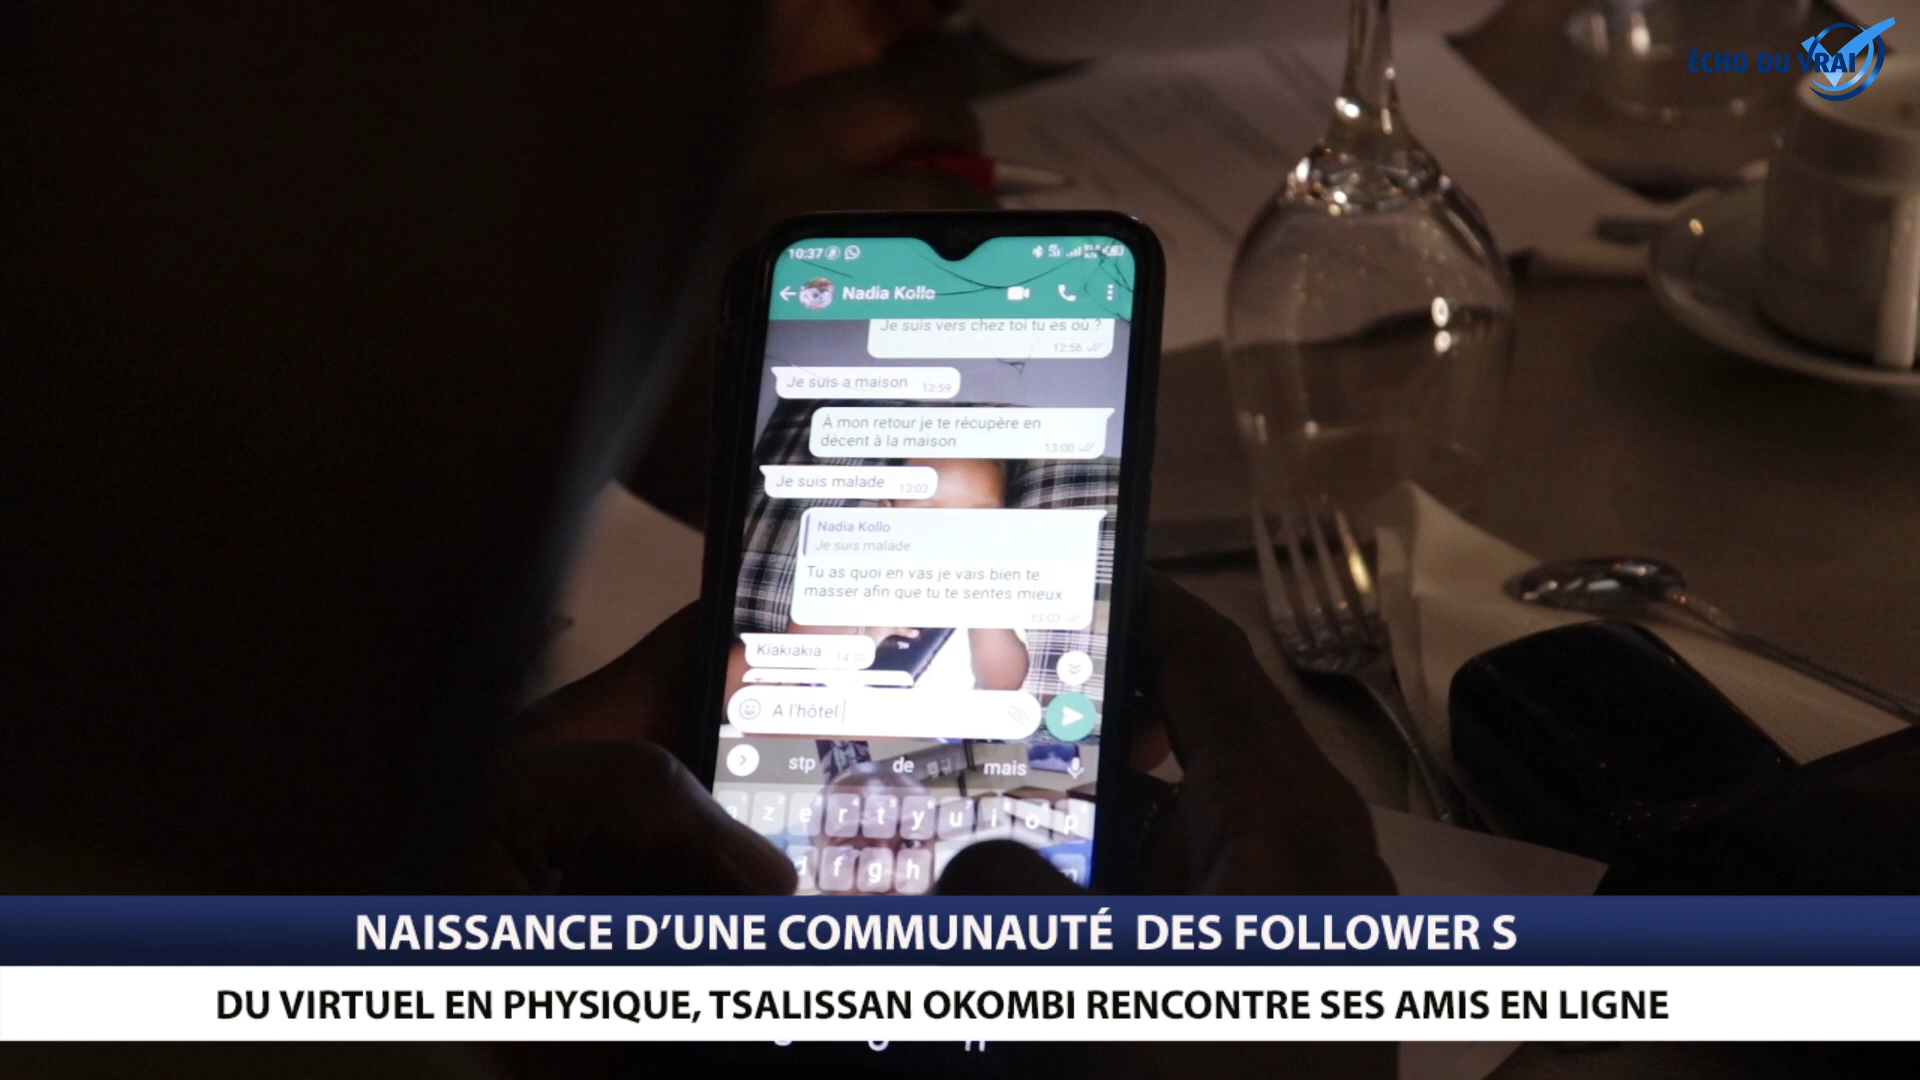 ÉCHO DU VRAI
10:37
Nadia Kollo
Je suis vers chez toi tu es où ?
12:56
Je suis a maison 12:59
À mon retour je te récupère en
décent à la maison
13:00
Je suis malade 13:03
Nadia Kollo
Je suis malade
Tu as quoi en vas je vais bien te
masser afin que tu te sentes mieux
13:03
Kiakiakia 14:10
A l'hôtel
stp de mais
a z e r t y u i o p
d f g h
NAISSANCE D'UNE COMMUNAUTÉ DES FOLLOWER S
DU VIRTUEL EN PHYSIQUE, TSALISSAN OKOMBI RENCONTRE SES AMIS EN LIGNE